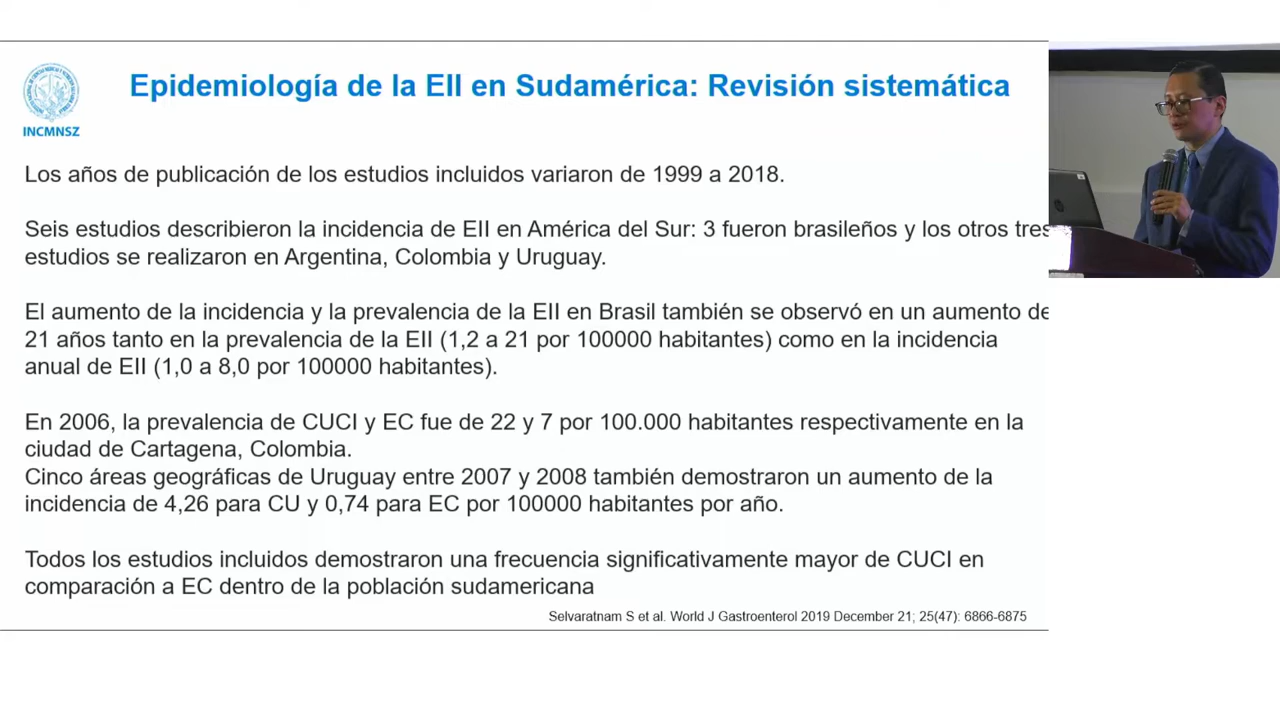 INCMNSZ
Epidemiología de la EII en Sudamérica: Revisión sistemática
Los años de publicación de los estudios incluidos variaron de 1999 a 2018.
Seis estudios describieron la incidencia de EII en América del Sur: 3 fueron brasileños y los otros tres
estudios se realizaron en Argentina, Colombia y Uruguay.
El aumento de la incidencia y la prevalencia de la EII en Brasil también se observó en un aumento de
21 años tanto en la prevalencia de la EII (1,2 a 21 por 100000 habitantes) como en la incidencia
anual de EII (1,0 a 8,0 por 100000 habitantes).
En 2006, la prevalencia de CUCI y EC fue de 22 y 7 por 100.000 habitantes respectivamente en la
ciudad de Cartagena, Colombia.
Cinco áreas geográficas de Uruguay entre 2007 y 2008 también demostraron un aumento de la
incidencia de 4,26 para CU y 0,74 para EC por 100000 habitantes por año.
Todos los estudios incluidos demostraron una frecuencia significativamente mayor de CUCI en
comparación a EC dentro de la población sudamericana
Selvaratnam S et al. World J Gastroenterol 2019 December 21; 25(47): 6866-6875